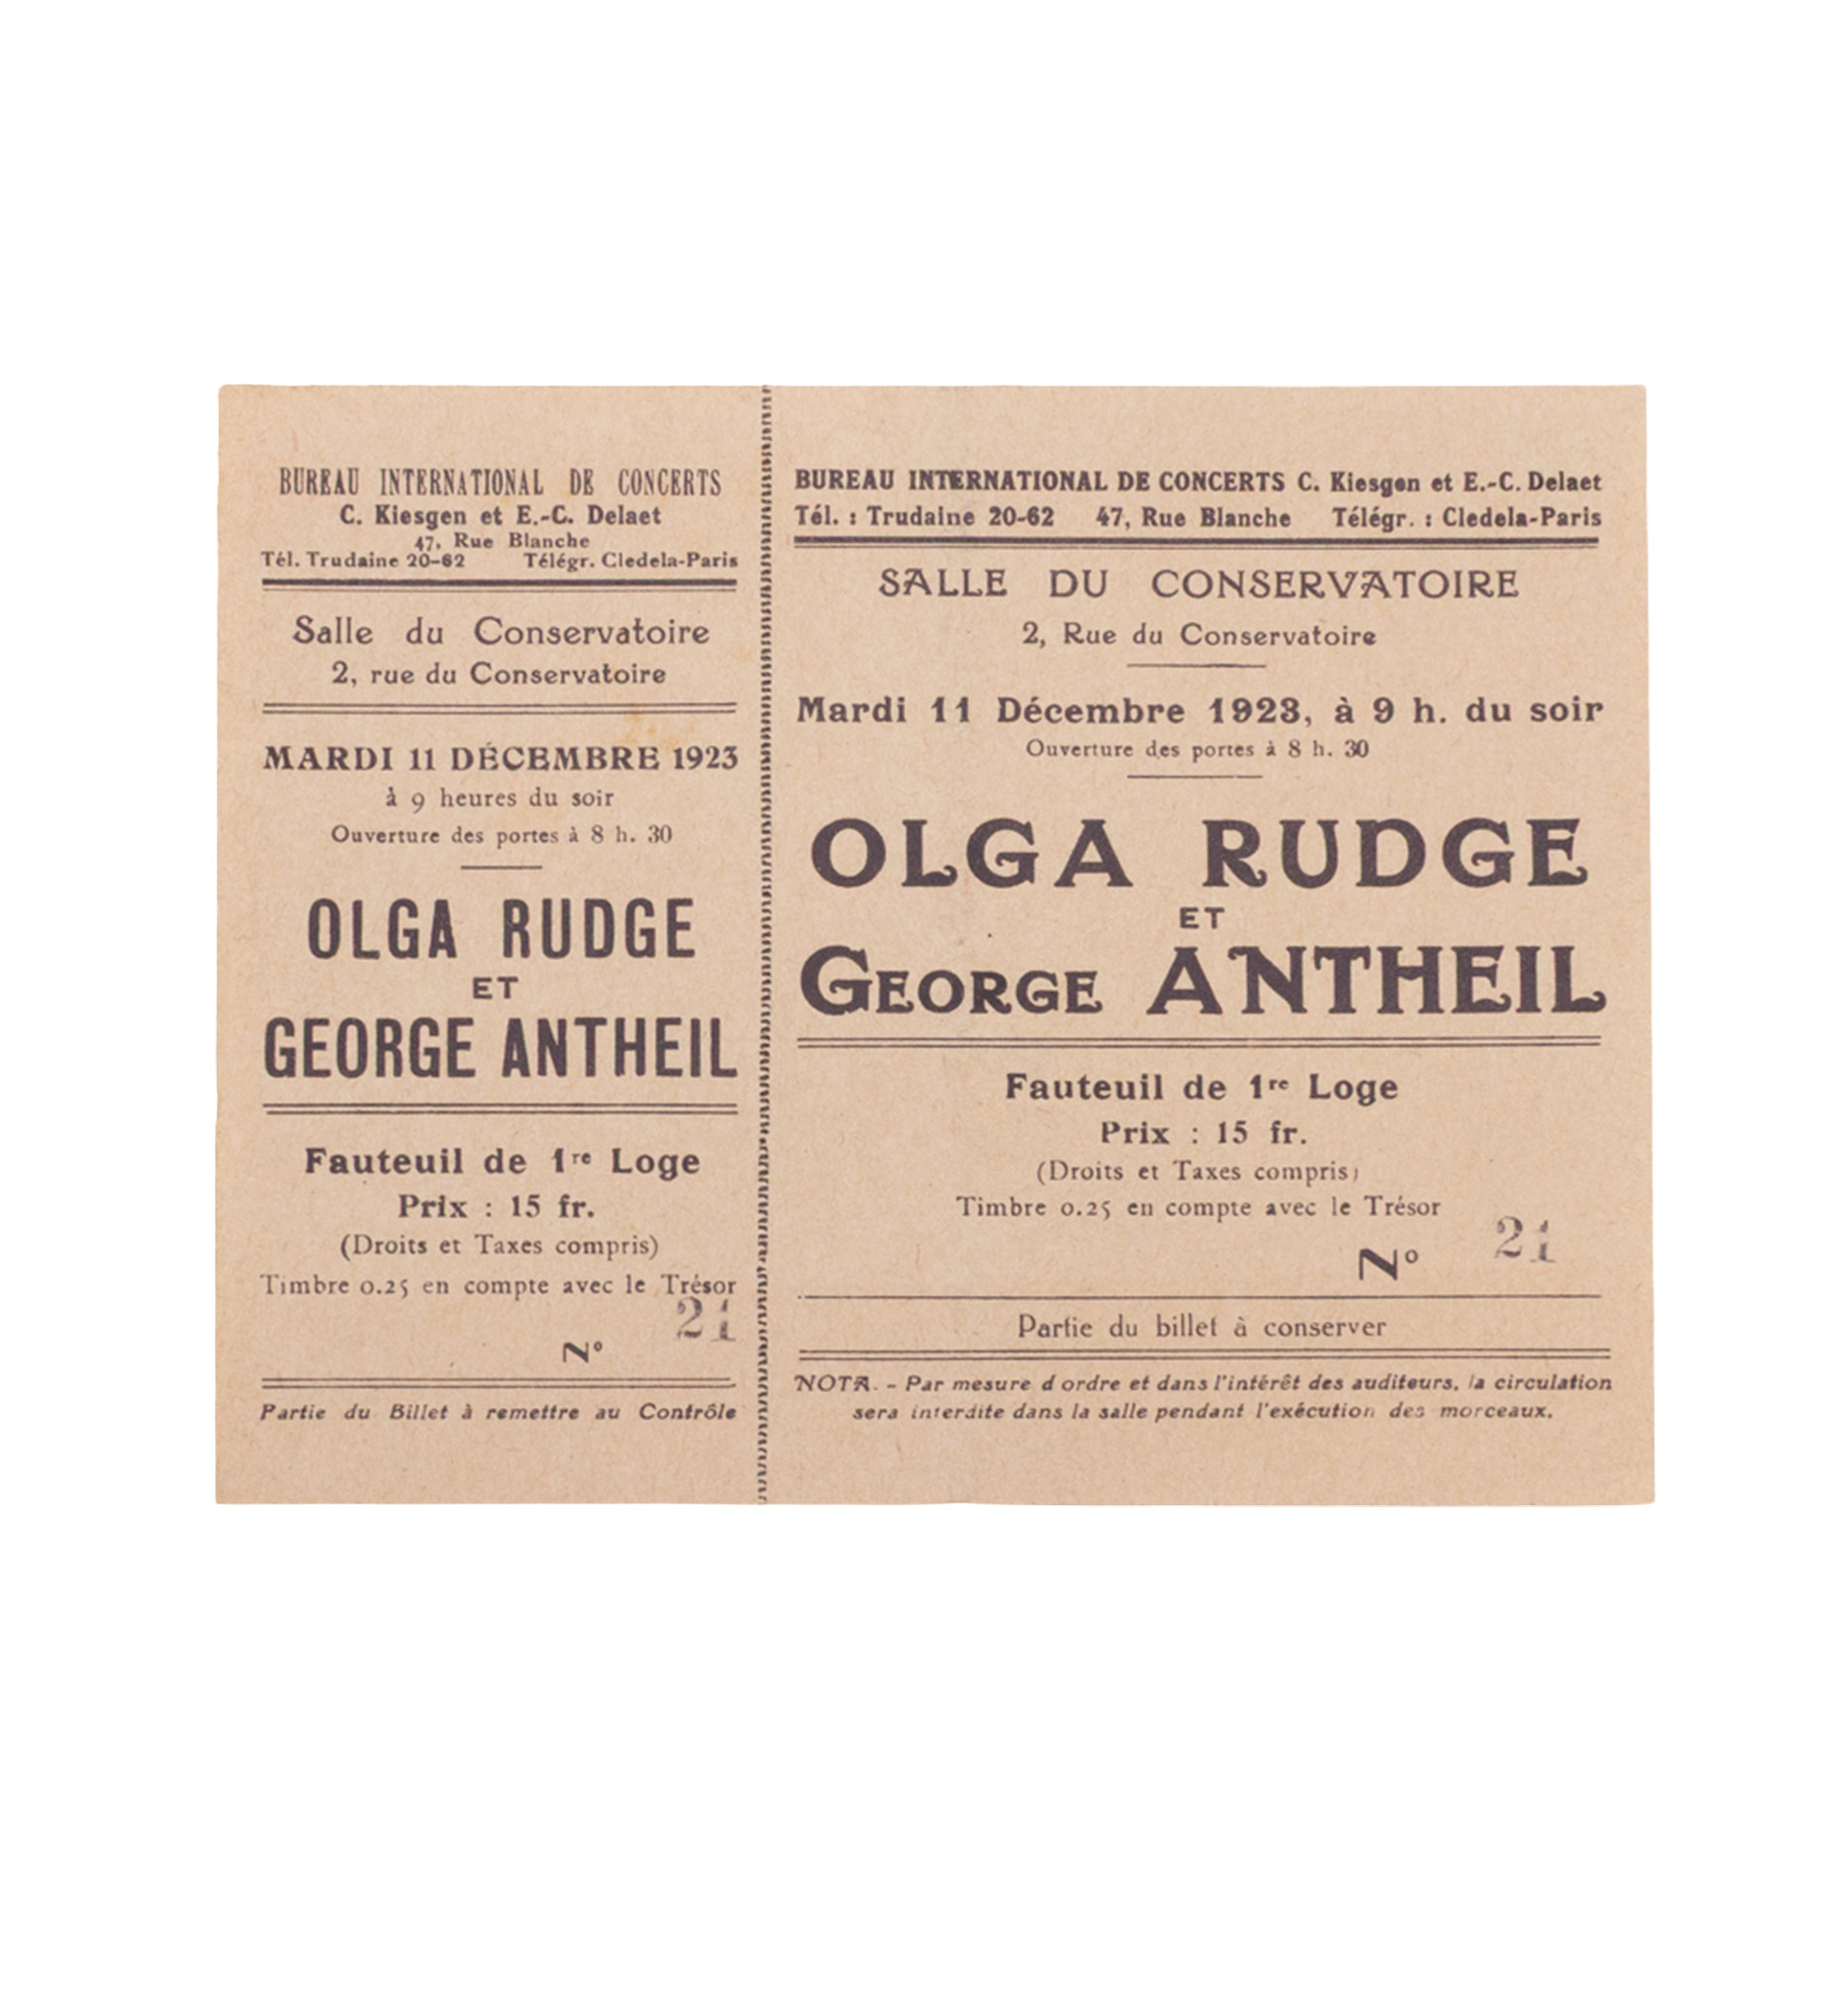 BUREAU INTERNATIONAL DE CONCERTS
C. Kiesgen et E.-C. Delaet
47, Rue Blanche
Tél. Trudaine 20-62 Télégr. Cledela-Paris
Salle du Conservatoire
2, rue du Conservatoire
MARDI 11 DÉCEMBRE 1923
à 9 heures du soir
Ouverture des portes à 8 h. 30
OLGA RUDGE
ET
GEORGE ANTHEIL
Fauteuil de 1re Loge
Prix : 15 fr.
(Droits et Taxes compris)
Timbre 0.25 en compte avec le Trésor
No 21
Partie du Billet à remettre au Contrôle
BUREAU INTERNATIONAL DE CONCERTS C. Kiesgen et E.-C. Delaet
Tél. : Trudaine 20-62 47, Rue Blanche Télégr. : Cledela-Paris
SALLE DU CONSERVATOIRE
2, Rue du Conservatoire
Mardi 11 Décembre 1923, à 9 h. du soir
Ouverture des portes à 8 h. 30
OLGA RUDGE
ET
GEORGE ANTHEIL
Fauteuil de 1re Loge
Prix : 15 fr.
(Droits et Taxes compris)
Timbre 0.25 en compte avec le Trésor
No 21
Partie du billet à conserver
NOTA. - Par mesure d ordre et dans l'intérêt des auditeurs, la circulation
sera interdite dans la salle pendant l'exécution des morceaux.